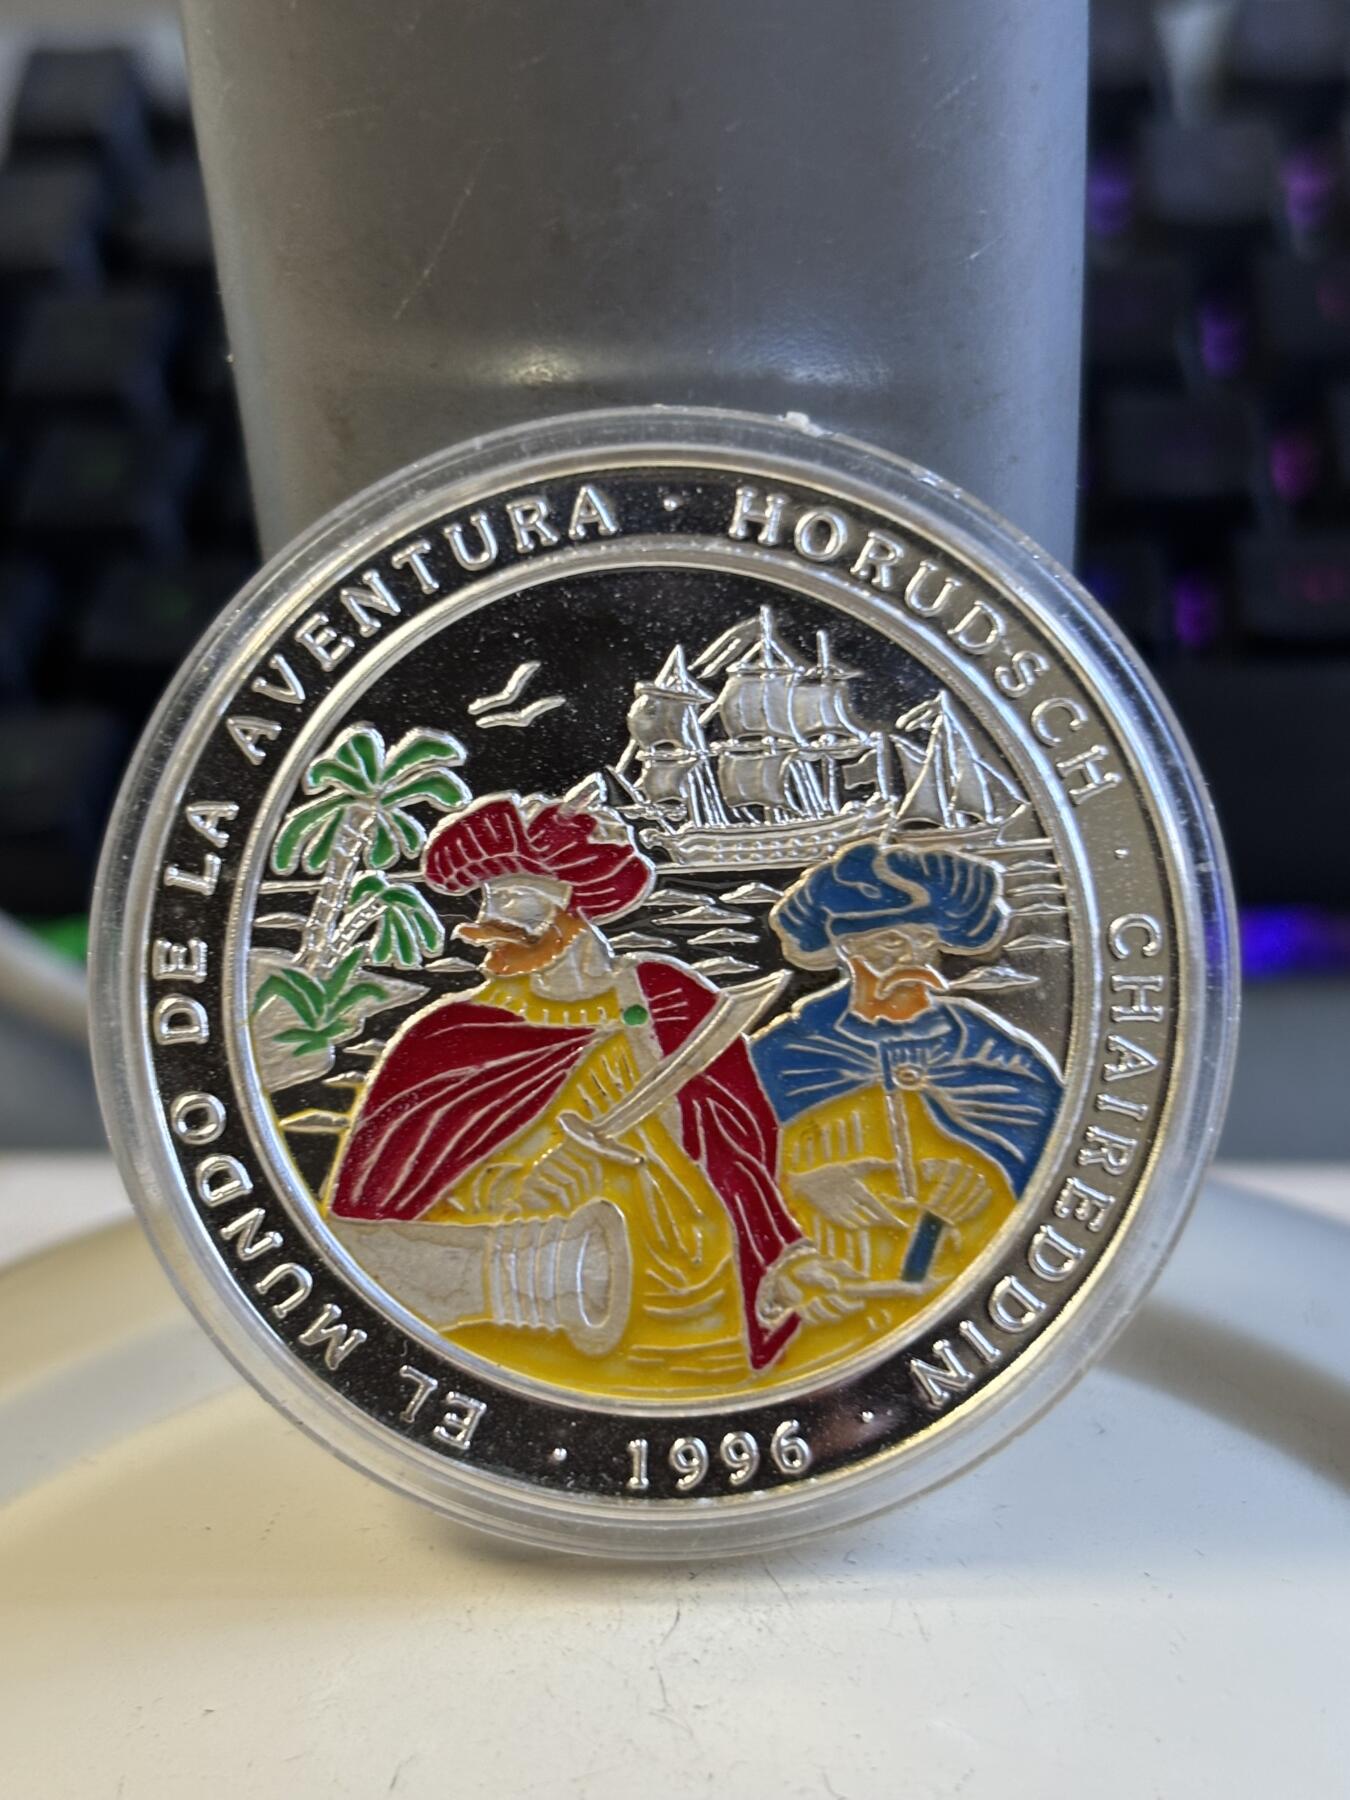 EL MUNDO DE LA AVENTURA · HORUDSCH · CHAIREDDIN ·
1996 ·